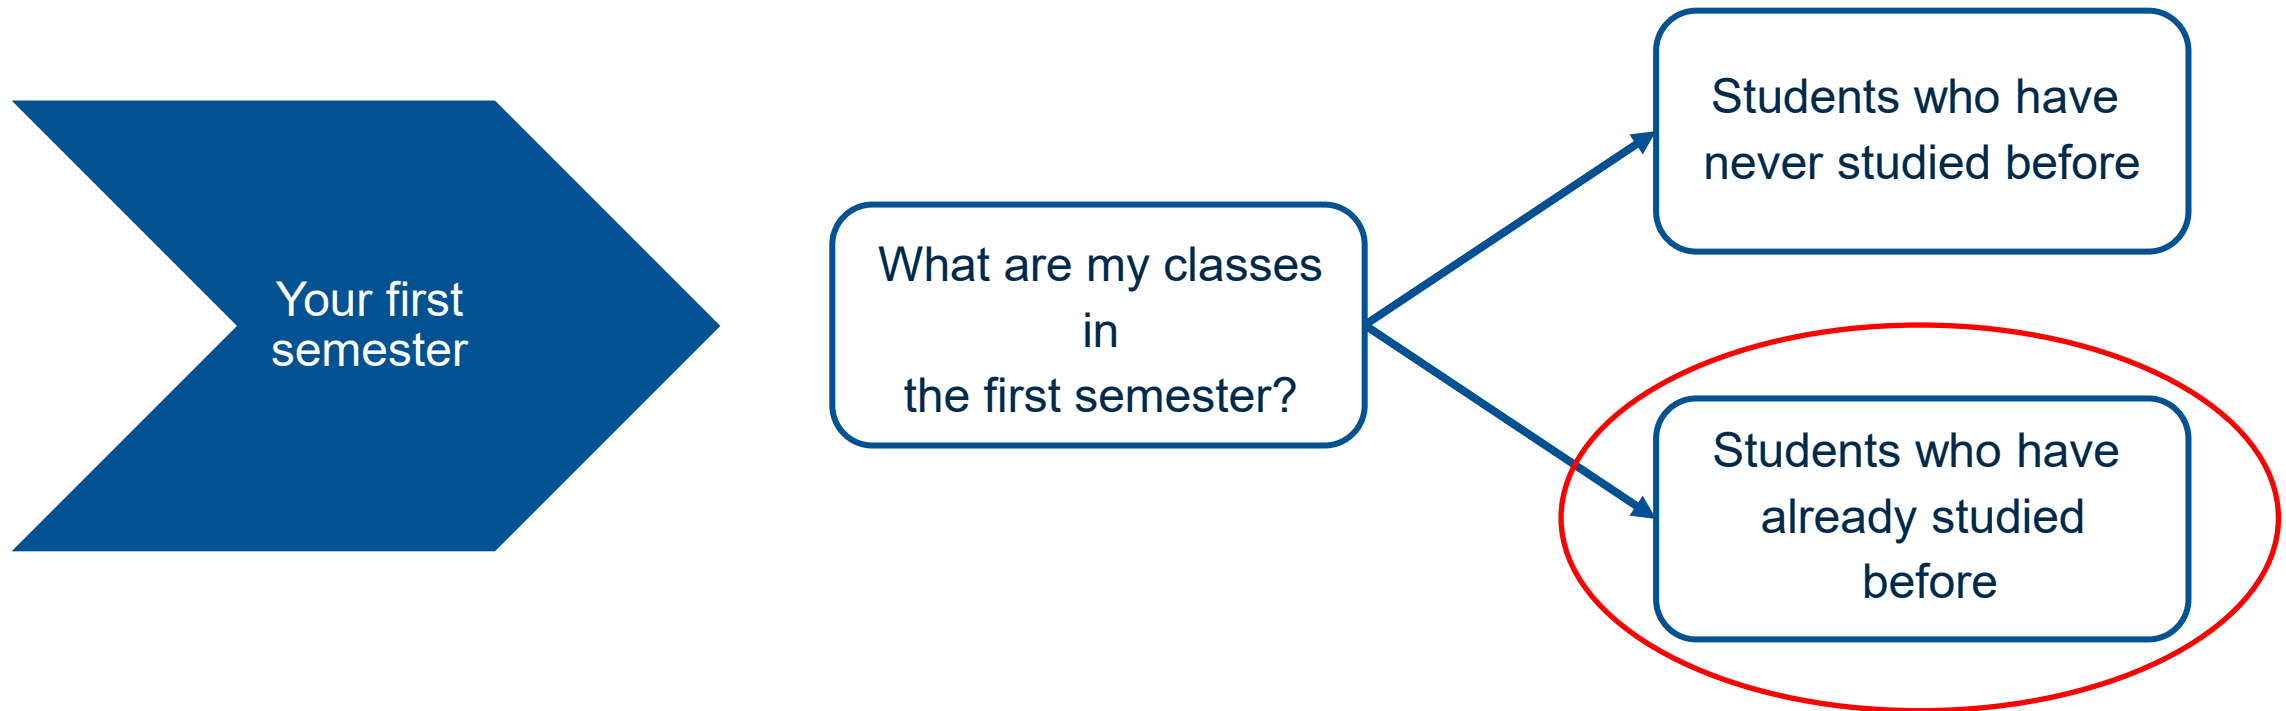 Your first
semester
What are my classes
in
the first semester?
Students who have
never studied before
Students who have
already studied
before